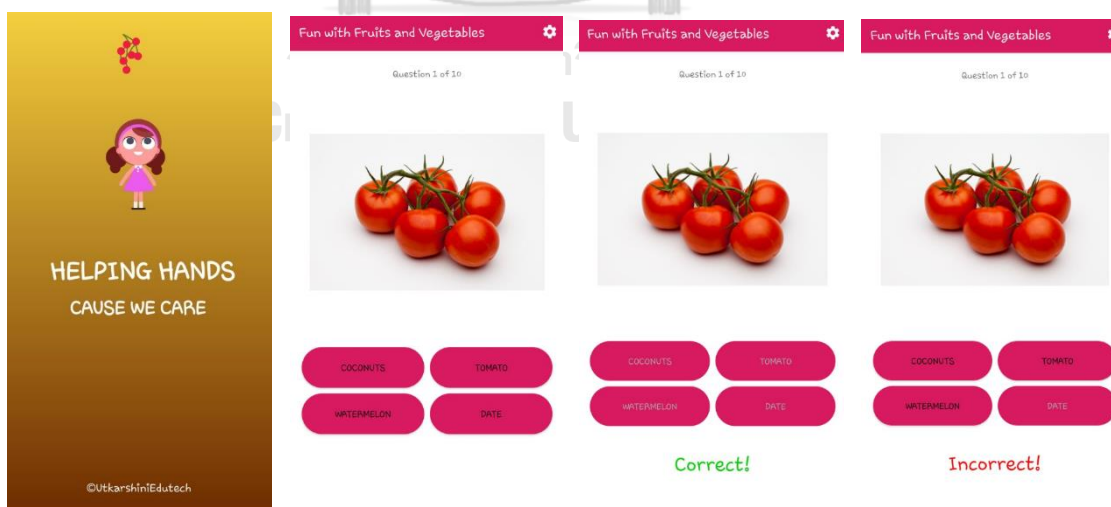 HELPING HANDS
CAUSE WE CARE
©UtkarshiniEdutech
Fun with Fruits and Vegetables
Question 1 of 10
COCONUTS
TOMATO
WATERMELON
DATE
Fun with Fruits and Vegetables
Question 1 of 10
COCONUTS
TOMATO
WATERMELON
DATE
Correct!
Fun with Fruits and Vegetables
Question 1 of 10
COCONUTS
TOMATO
WATERMELON
DATE
Incorrect!